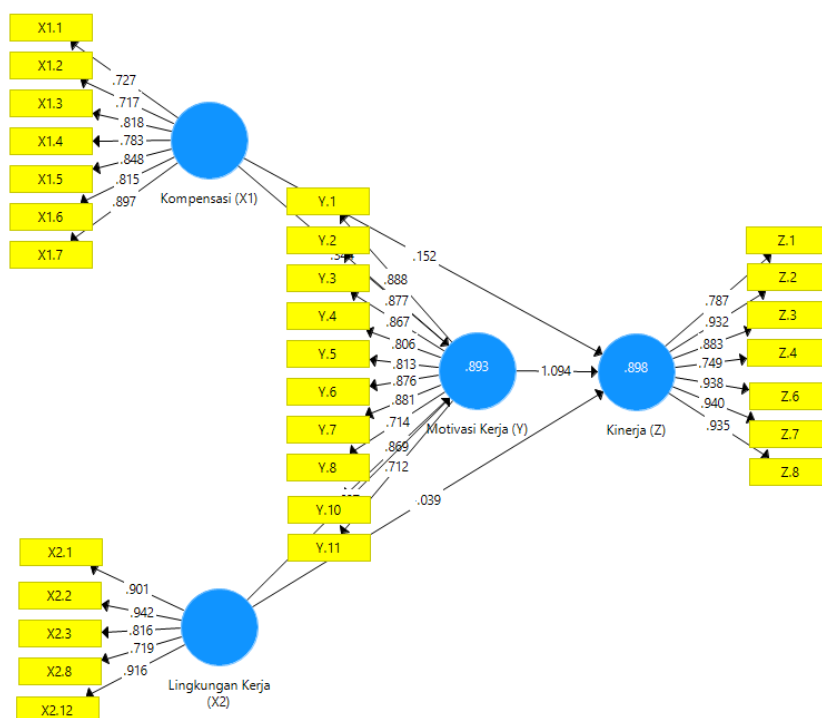 X1.1
X1.2
X1.3
X1.4
X1.5
X1.6
X1.7
.727
.717
.818
.783
.848
.815
.897
Kompensasi (X1)
Y.1
Y.2
Y.3
Y.4
Y.5
Y.6
Y.7
Y.8
Y.10
Y.11
.888
.877
.867
.806
.813
.876
.881
.714
.869
.712
.152
.893
Motivasi Kerja (Y)
1.094
.898
Kinerja (Z)
Z.1
Z.2
Z.3
Z.4
Z.6
Z.7
Z.8
.787
.932
.883
.749
.938
.940
.935
.039
X2.1
X2.2
X2.3
X2.8
X2.12
.901
.942
.816
.719
.916
Lingkungan Kerja
(X2)